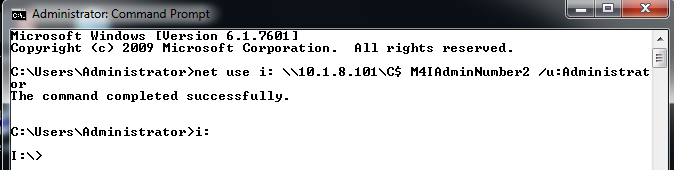 Administrator: Command Prompt
Microsoft Windows [Version 6.1.7601]
Copyright (c) 2009 Microsoft Corporation.  All rights reserved.
C:\Users\Administrator>net use i: \\10.1.8.101\C$ M4IAdminNumber2 /u:Administrat
or
The command completed successfully.
C:\Users\Administrator>i:
I:\>